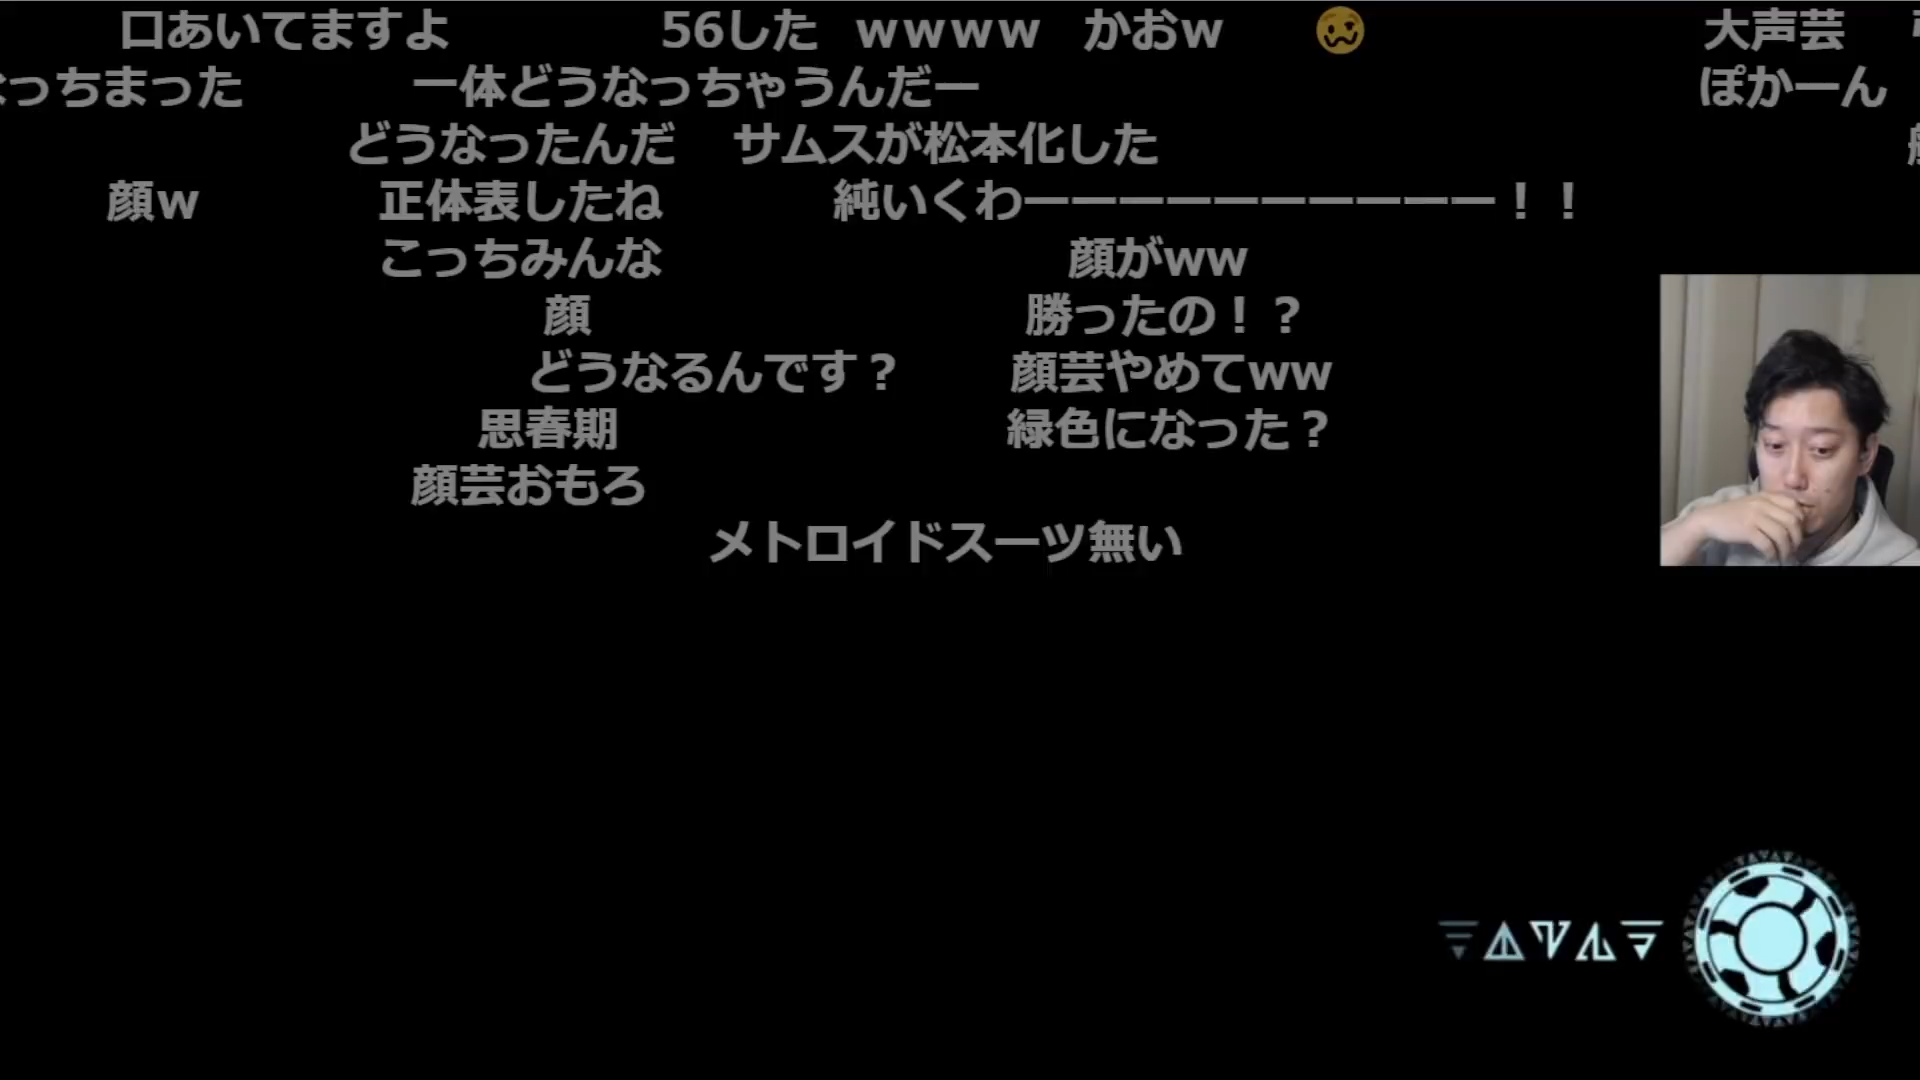 口あいてますよ 56した wwww かおw 🥴 大声芸
なっちまった 一体どうなっちゃうんだー ぽかーん
どうなったんだ サムスが松本化した
顔w 正体表したね 純いくわーーーーーーーーーー！！
こっちみんな 顔がww
顔 勝ったの！？
どうなるんです？ 顔芸やめてww
思春期 緑色になった？
顔芸おもろ
メトロイドスーツ無い